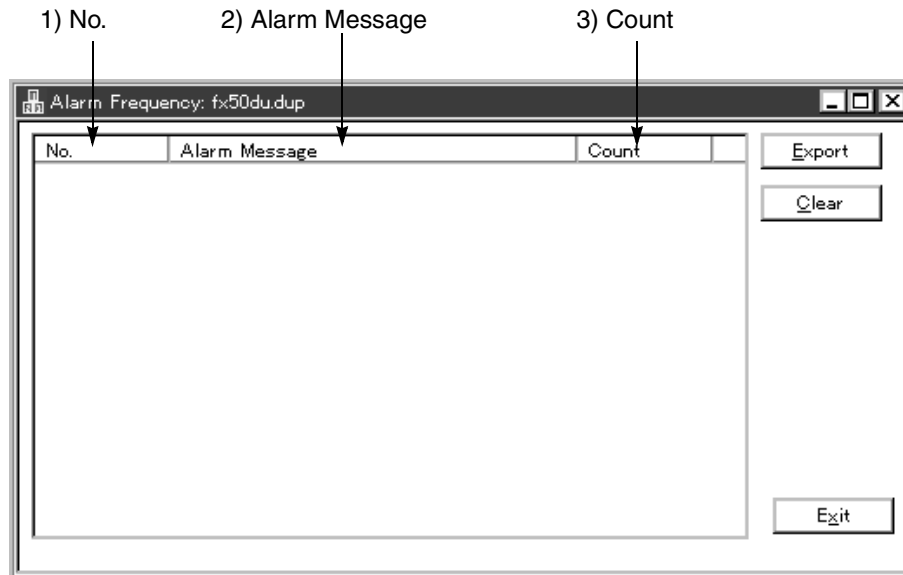 1) No. 2) Alarm Message 3) Count
Alarm Frequency: fx50du.dup
No. Alarm Message Count
Export
Clear
Exit